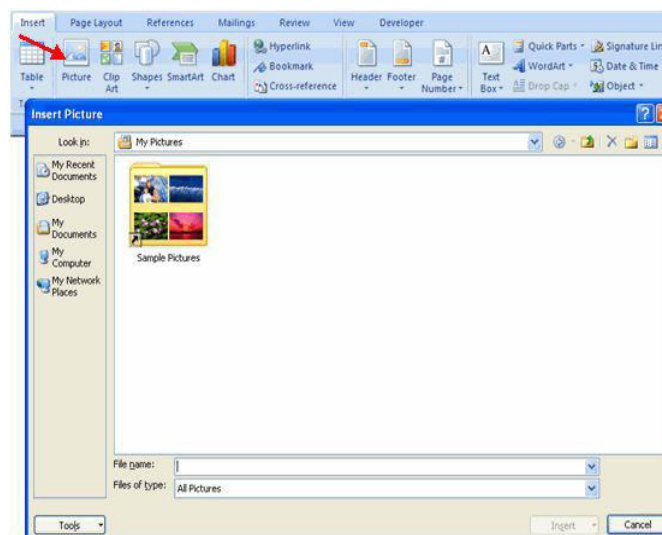 Insert Page Layout References Mailings Review View Developer
Hyperlink Quick Parts Signature Lin
Bookmark WordArt Date & Time
Table Picture Clip Art Shapes SmartArt Chart Cross-reference Header Footer Page Number Text Box Drop Cap Object
Insert Picture
Look in: My Pictures
My Recent Documents
Desktop
My Documents
My Computer
My Network Places
Sample Pictures
File name:
Files of type: All Pictures
Tools Insert Cancel